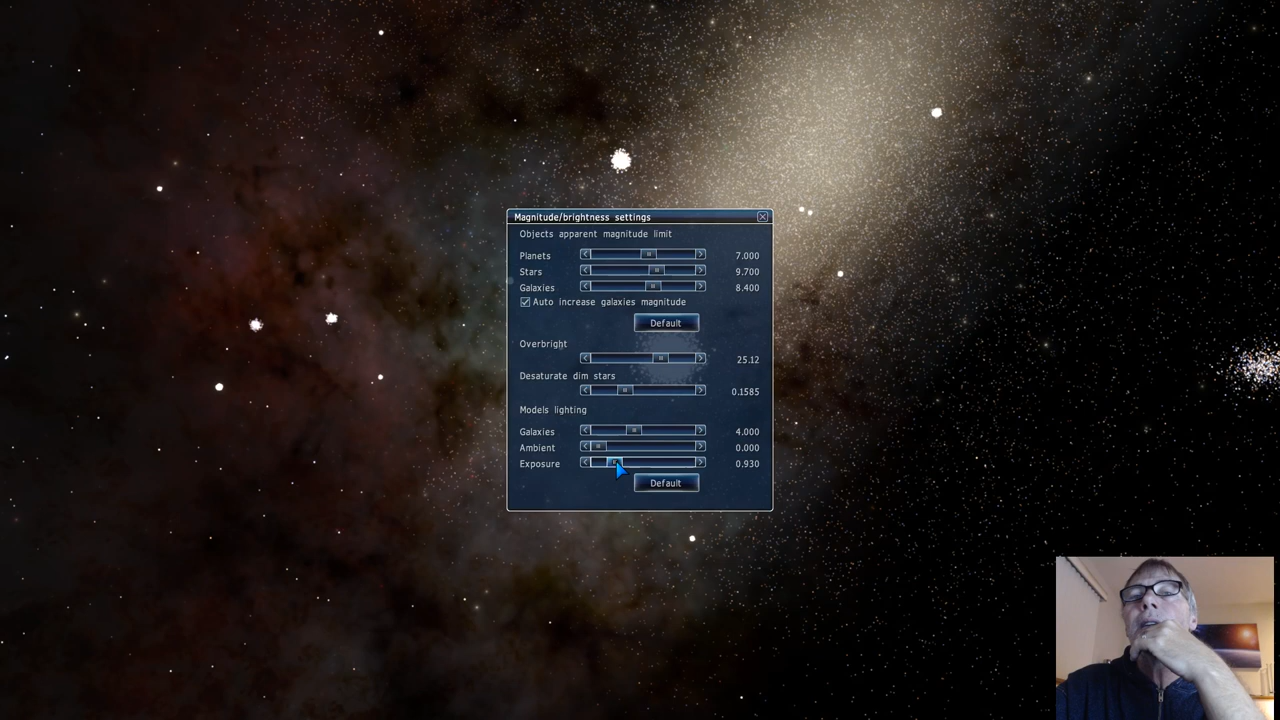 Magnitude/brightness settings
Objects apparent magnitude limit
Planets 7.000
Stars 9.700
Galaxies 8.400
Auto increase galaxies magnitude
Default
Overbright
25.12
Desaturate dim stars
0.1585
Models lighting
Galaxies 4.000
Ambient 0.000
Exposure 0.930
Default